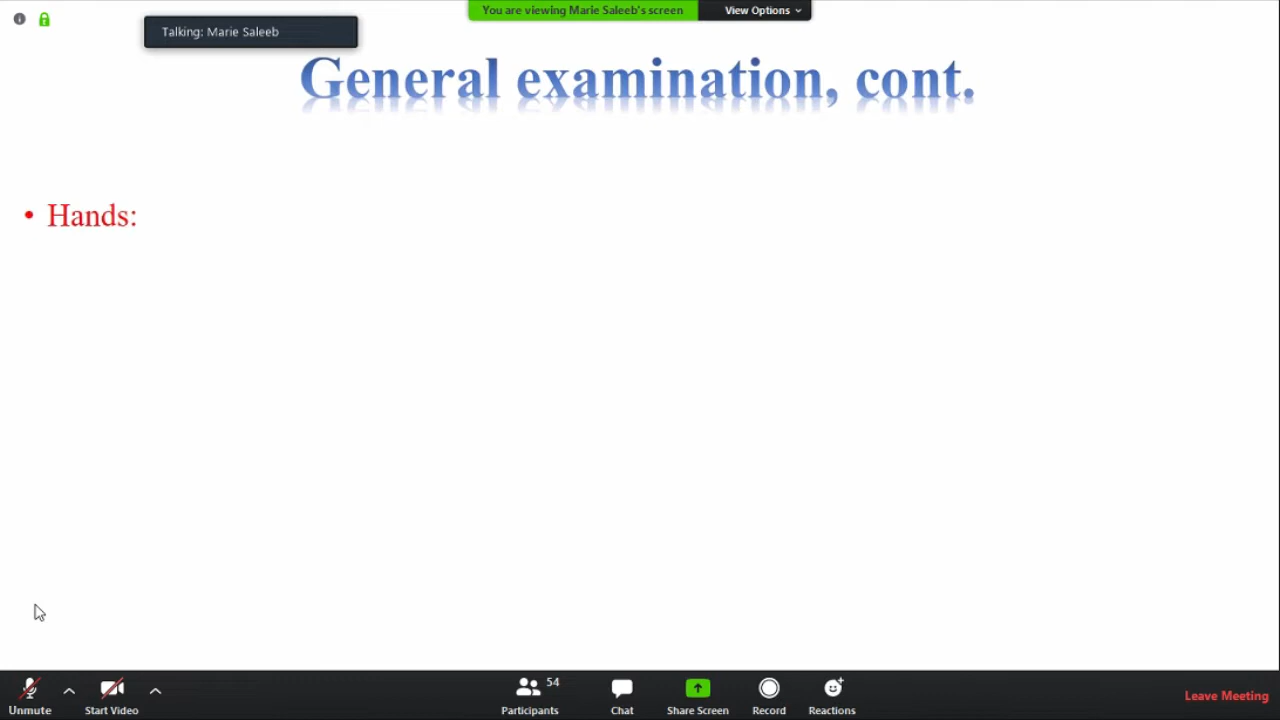 You are viewing Marie Saleeb's screen
View Options
Talking: Marie Saleeb
General examination, cont.
• Hands:
Unmute
Start Video
54
Participants
Chat
Share Screen
Record
Reactions
Leave Meeting